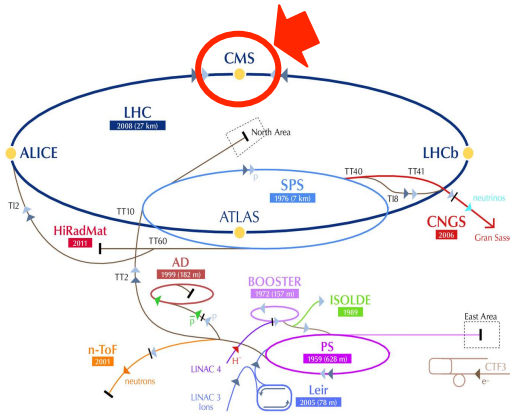 CMS
LHC
2008 (27 km)
North Area
ALICE
LHCb
TT40
TT41
SPS
1976 (7 km)
TI8
neutrinos
TT10
ATLAS
CNGS
2006
Gran Sasso
TI2
HiRadMat
2011
TT60
AD
1999 (182 m)
TT2
BOOSTER
1972 (157 m)
ISOLDE
1989
p
p
p
East Area
n-ToF
2001
H-
PS
1959 (628 m)
LINAC 4
neutrons
LINAC 3
Ions
Leir
2005 (78 m)
CTF3
e-